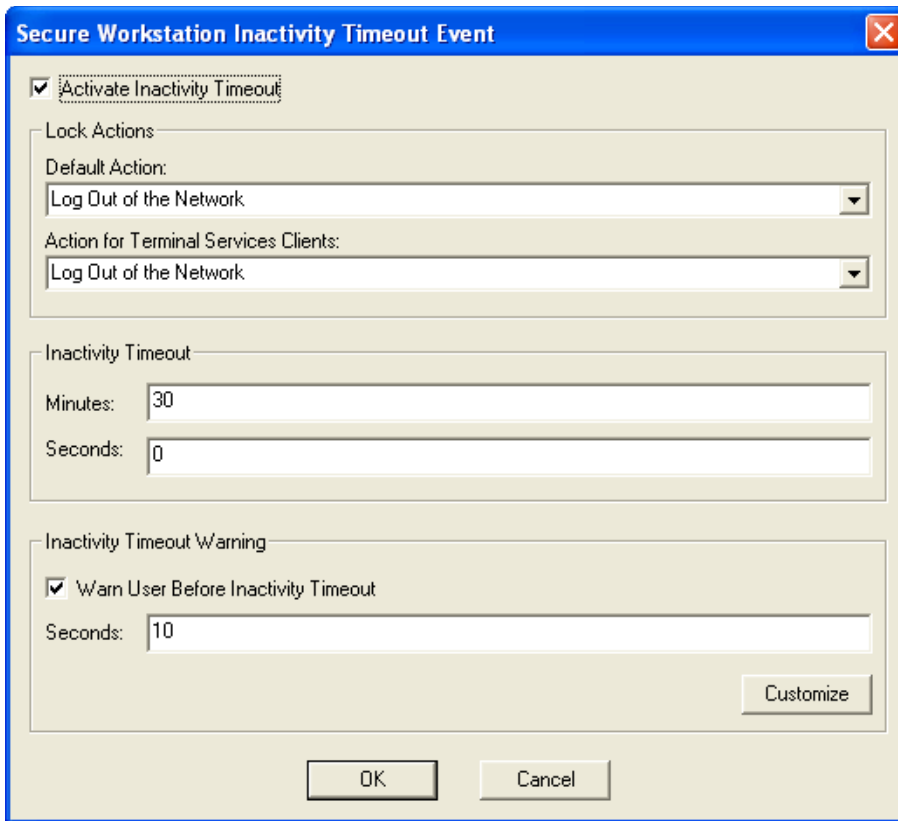 Secure Workstation Inactivity Timeout Event
Activate Inactivity Timeout
Lock Actions
Default Action:
Log Out of the Network
Action for Terminal Services Clients:
Log Out of the Network
Inactivity Timeout
Minutes: 30
Seconds: 0
Inactivity Timeout Warning
Warn User Before Inactivity Timeout
Seconds: 10
Customize
OK Cancel